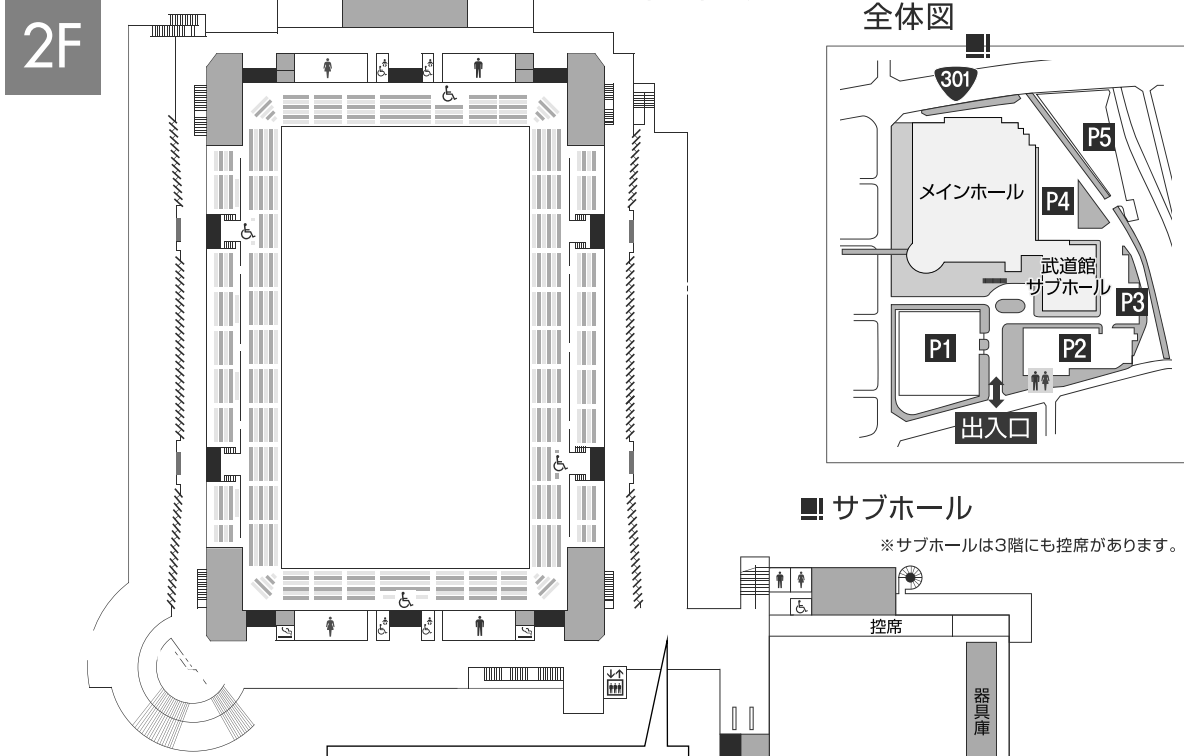 2F
全体図
301
P5
メインホール
P4
武道館
サブホール
P3
P1
P2
出入口
サブホール
※サブホールは3階にも控席があります。
控席
器具庫